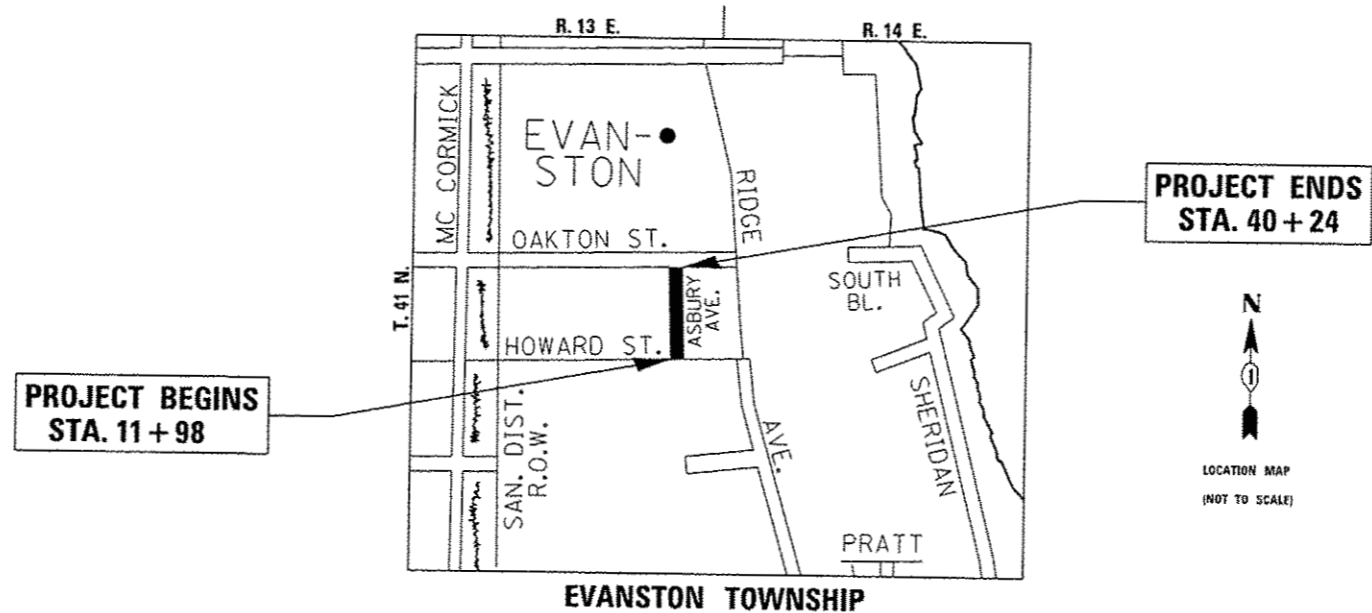 R. 13 E.
R. 14 E.
MC CORMICK
EVAN-
STON
RIDGE
PROJECT ENDS
STA. 40 + 24
OAKTON ST.
T. 41 N.
ASBURY
AVE.
SOUTH
BL.
N
1
HOWARD ST.
PROJECT BEGINS
STA. 11 + 98
SAN. DIST.
R.O.W.
AVE.
SHERIDAN
LOCATION MAP
(NOT TO SCALE)
PRATT
EVANSTON TOWNSHIP